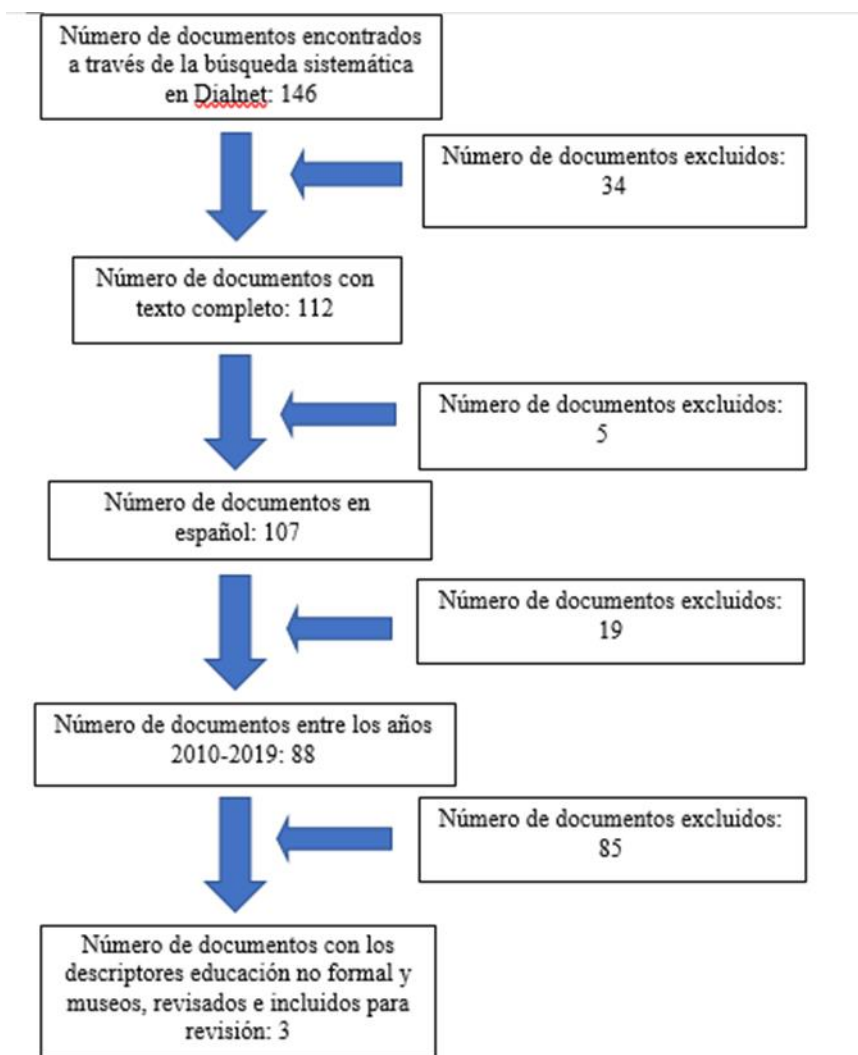 Número de documentos encontrados
a través de la búsqueda sistemática
en Dialnet: 146
Número de documentos excluidos:
34
Número de documentos con
texto completo: 112
Número de documentos excluidos:
5
Número de documentos en
español: 107
Número de documentos excluidos:
19
Número de documentos entre los años
2010-2019: 88
Número de documentos excluidos:
85
Número de documentos con los
descriptores educación no formal y
museos, revisados e incluidos para
revisión: 3